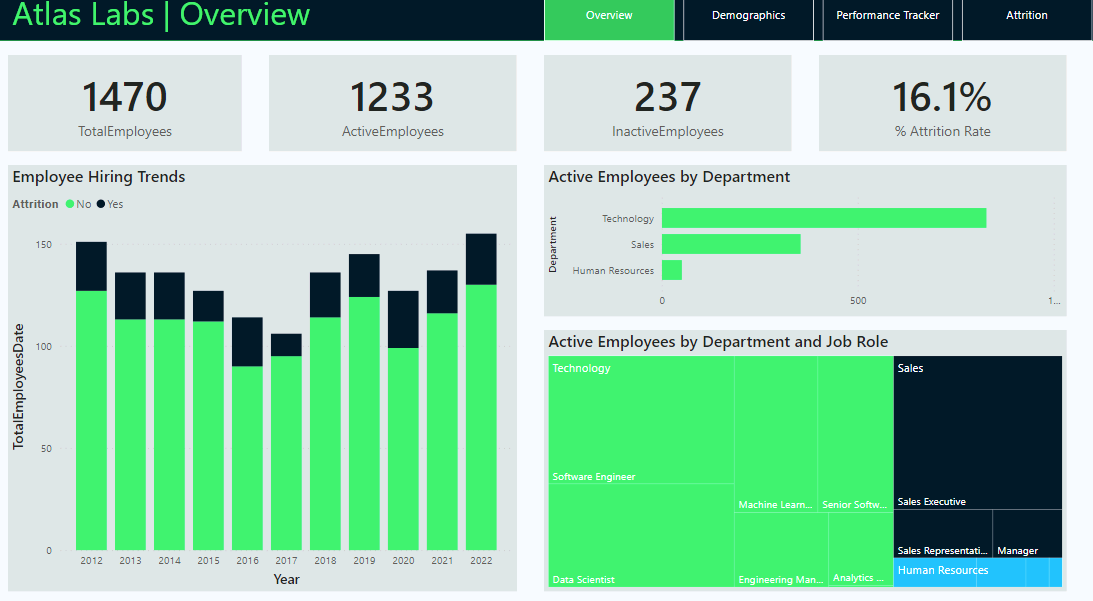 Atlas Labs | Overview
Overview
Demographics
Performance Tracker
Attrition
1470
TotalEmployees
1233
ActiveEmployees
237
InactiveEmployees
16.1%
% Attrition Rate
Employee Hiring Trends
Attrition No Yes
TotalEmployeesDate
150
100
50
0
2012 2013 2014 2015 2016 2017 2018 2019 2020 2021 2022
Year
Active Employees by Department
Department
Technology
Sales
Human Resources
0 500 1...
Active Employees by Department and Job Role
Technology
Software Engineer
Data Scientist
Machine Learn...
Senior Softw...
Engineering Man...
Analytics ...
Sales
Sales Executive
Sales Representati...
Manager
Human Resources